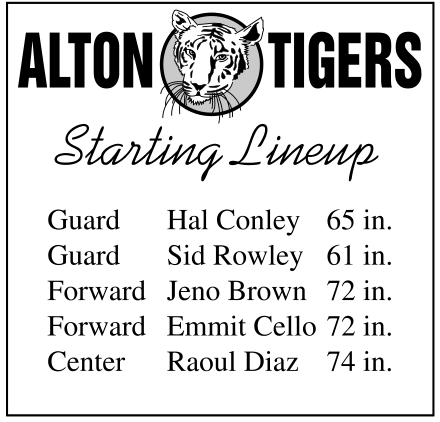 ALTON TIGERS
Starting Lineup
Guard Hal Conley 65 in.
Guard Sid Rowley 61 in.
Forward Jeno Brown 72 in.
Forward Emmit Cello 72 in.
Center Raoul Diaz 74 in.